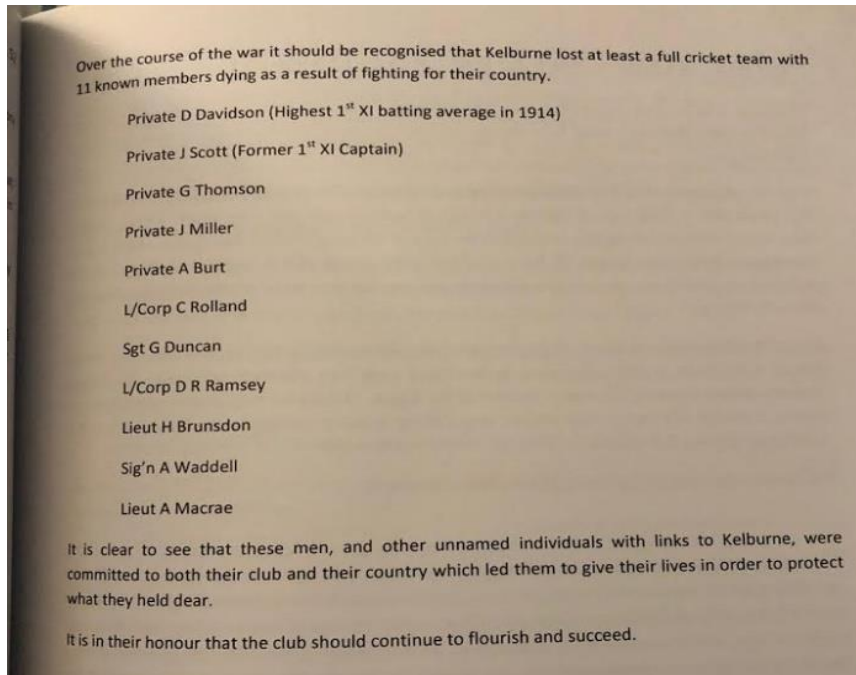 Over the course of the war it should be recognised that Kelburne lost at least a full cricket team with
11 known members dying as a result of fighting for their country.
Private D Davidson (Highest 1st XI batting average in 1914)
Private J Scott (Former 1st XI Captain)
Private G Thomson
Private J Miller
Private A Burt
L/Corp C Rolland
Sgt G Duncan
L/Corp D R Ramsey
Lieut H Brunsdon
Sig'n A Waddell
Lieut A Macrae
It is clear to see that these men, and other unnamed individuals with links to Kelburne, were
committed to both their club and their country which led them to give their lives in order to protect
what they held dear.
It is in their honour that the club should continue to flourish and succeed.